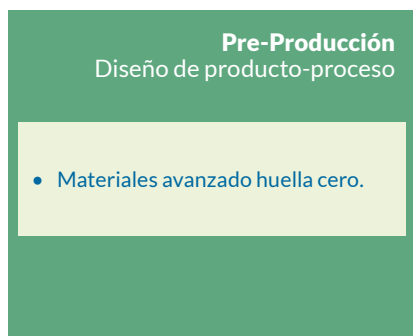 Pre-Producción
Diseño de producto-proceso
• Materiales avanzado huella cero.